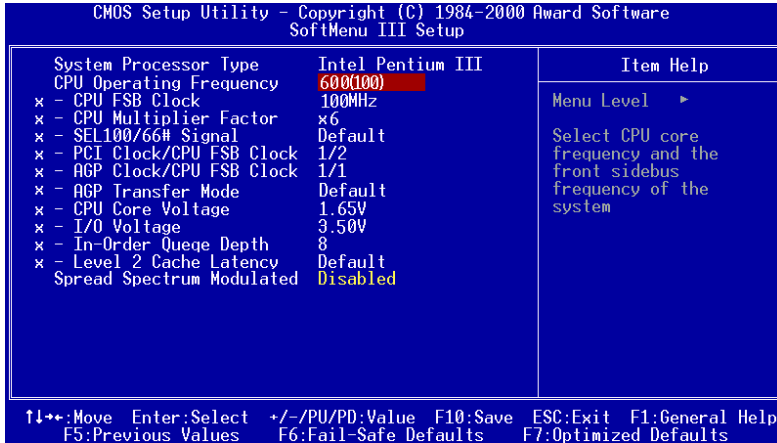 CMOS Setup Utility - Copyright (C) 1984-2000 Award Software
SoftMenu III Setup
System Processor Type Intel Pentium III
CPU Operating Frequency 600(100)
x - CPU FSB Clock 100MHz
x - CPU Multiplier Factor x6
x - SEL100/66# Signal Default
x - PCI Clock/CPU FSB Clock 1/2
x - AGP Clock/CPU FSB Clock 1/1
x - AGP Transfer Mode Default
x - CPU Core Voltage 1.65V
x - I/O Voltage 3.50V
x - In-Order Queqe Depth 8
x - Level 2 Cache Latency Default
Spread Spectrum Modulated Disabled
Item Help
Menu Level ►
Select CPU core
frequency and the
front sidebus
frequency of the
system
↑↓→←:Move Enter:Select +/-/PU/PD:Value F10:Save ESC:Exit F1:General Help
F5:Previous Values F6:Fail-Safe Defaults F7:Optimized Defaults